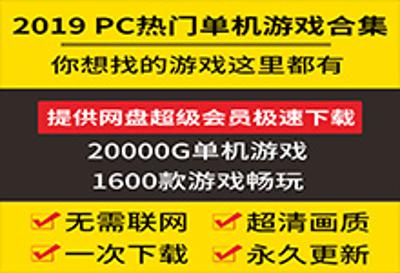 2019 PC热门单机游戏合集
你想找的游戏这里都有
提供网盘超级会员极速下载
20000G单机游戏
1600款游戏畅玩
无需联网 超清画质
一次下载 永久更新